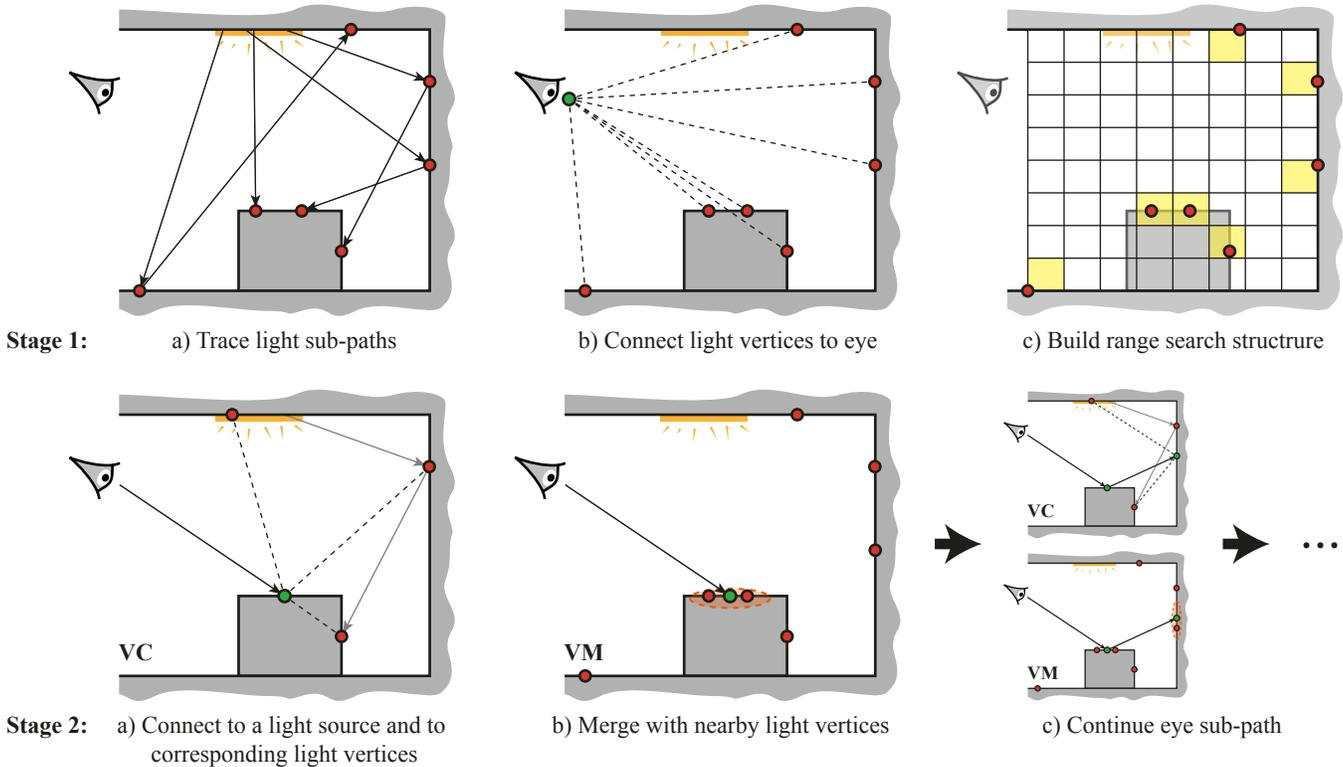 Stage 1: a) Trace light sub-paths b) Connect light vertices to eye c) Build range search structrure
VC
VM
VC
VM
...
Stage 2: a) Connect to a light source and to b) Merge with nearby light vertices c) Continue eye sub-path
corresponding light vertices